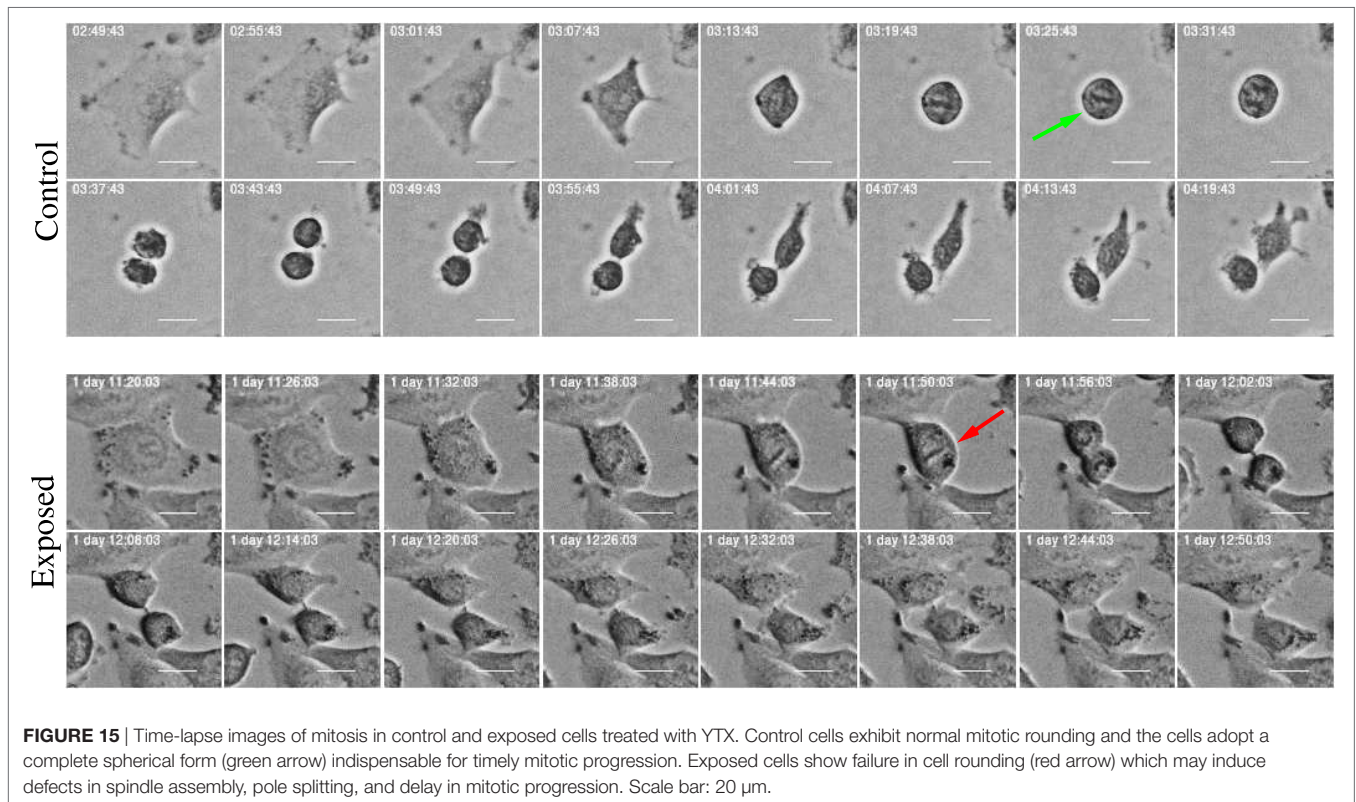 02:49:43 02:55:43 03:01:43 03:07:43 03:13:43 03:19:43 03:25:43 03:31:43
Control
03:37:43 03:43:43 03:49:43 03:55:43 04:01:43 04:07:43 04:13:43 04:19:43
1 day 11:20:03 1 day 11:26:03 1 day 11:32:03 1 day 11:38:03 1 day 11:44:03 1 day 11:50:03 1 day 11:56:03 1 day 12:02:03
Exposed
1 day 12:08:03 1 day 12:14:03 1 day 12:20:03 1 day 12:26:03 1 day 12:32:03 1 day 12:38:03 1 day 12:44:03 1 day 12:50:03
FIGURE 15 | Time-lapse images of mitosis in control and exposed cells treated with YTX. Control cells exhibit normal mitotic rounding and the cells adopt a
complete spherical form (green arrow) indispensable for timely mitotic progression. Exposed cells show failure in cell rounding (red arrow) which may induce
defects in spindle assembly, pole splitting, and delay in mitotic progression. Scale bar: 20 µm.